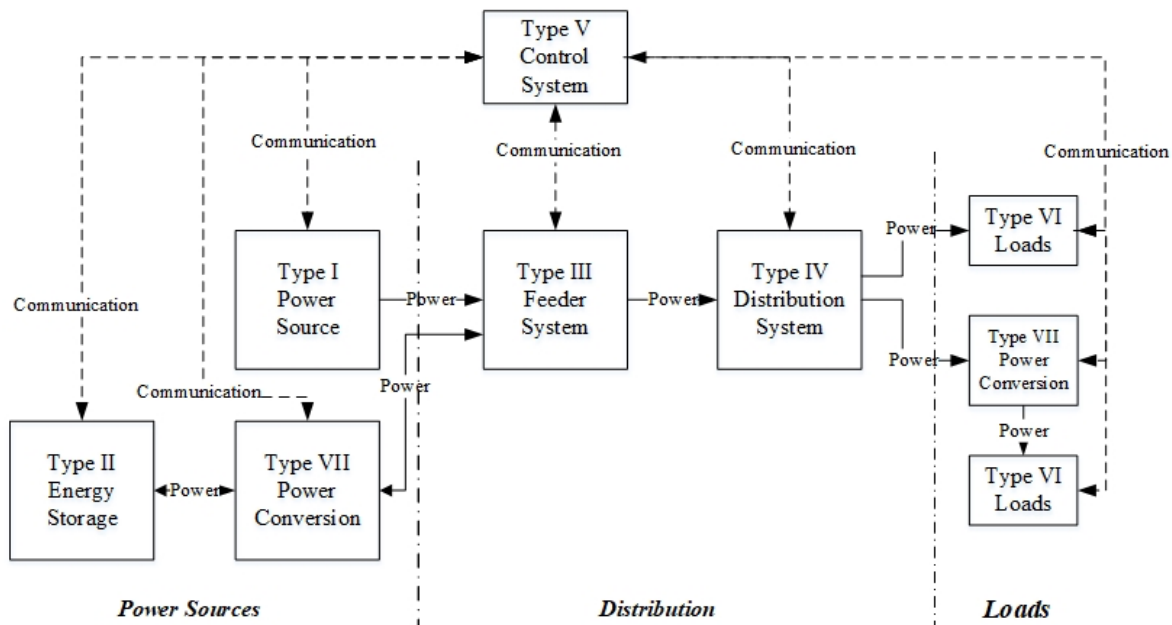 Type V
Control
System
Communication
Communication
Communication
Communication
Type I
Power
Source
Power
Type III
Feeder
System
Power
Type IV
Distribution
System
Power
Type VI
Loads
Communication
Power
Power
Type VII
Power
Conversion
Communication
Power
Type II
Energy
Storage
Power
Type VII
Power
Conversion
Type VI
Loads
Power Sources
Distribution
Loads